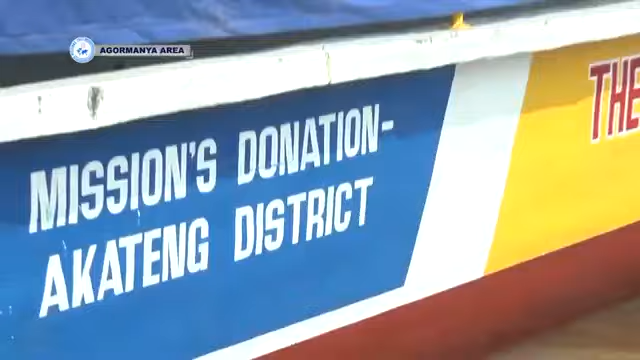 AGORMANYA AREA
MISSION'S DONATION-
AKATENG DISTRICT
THE